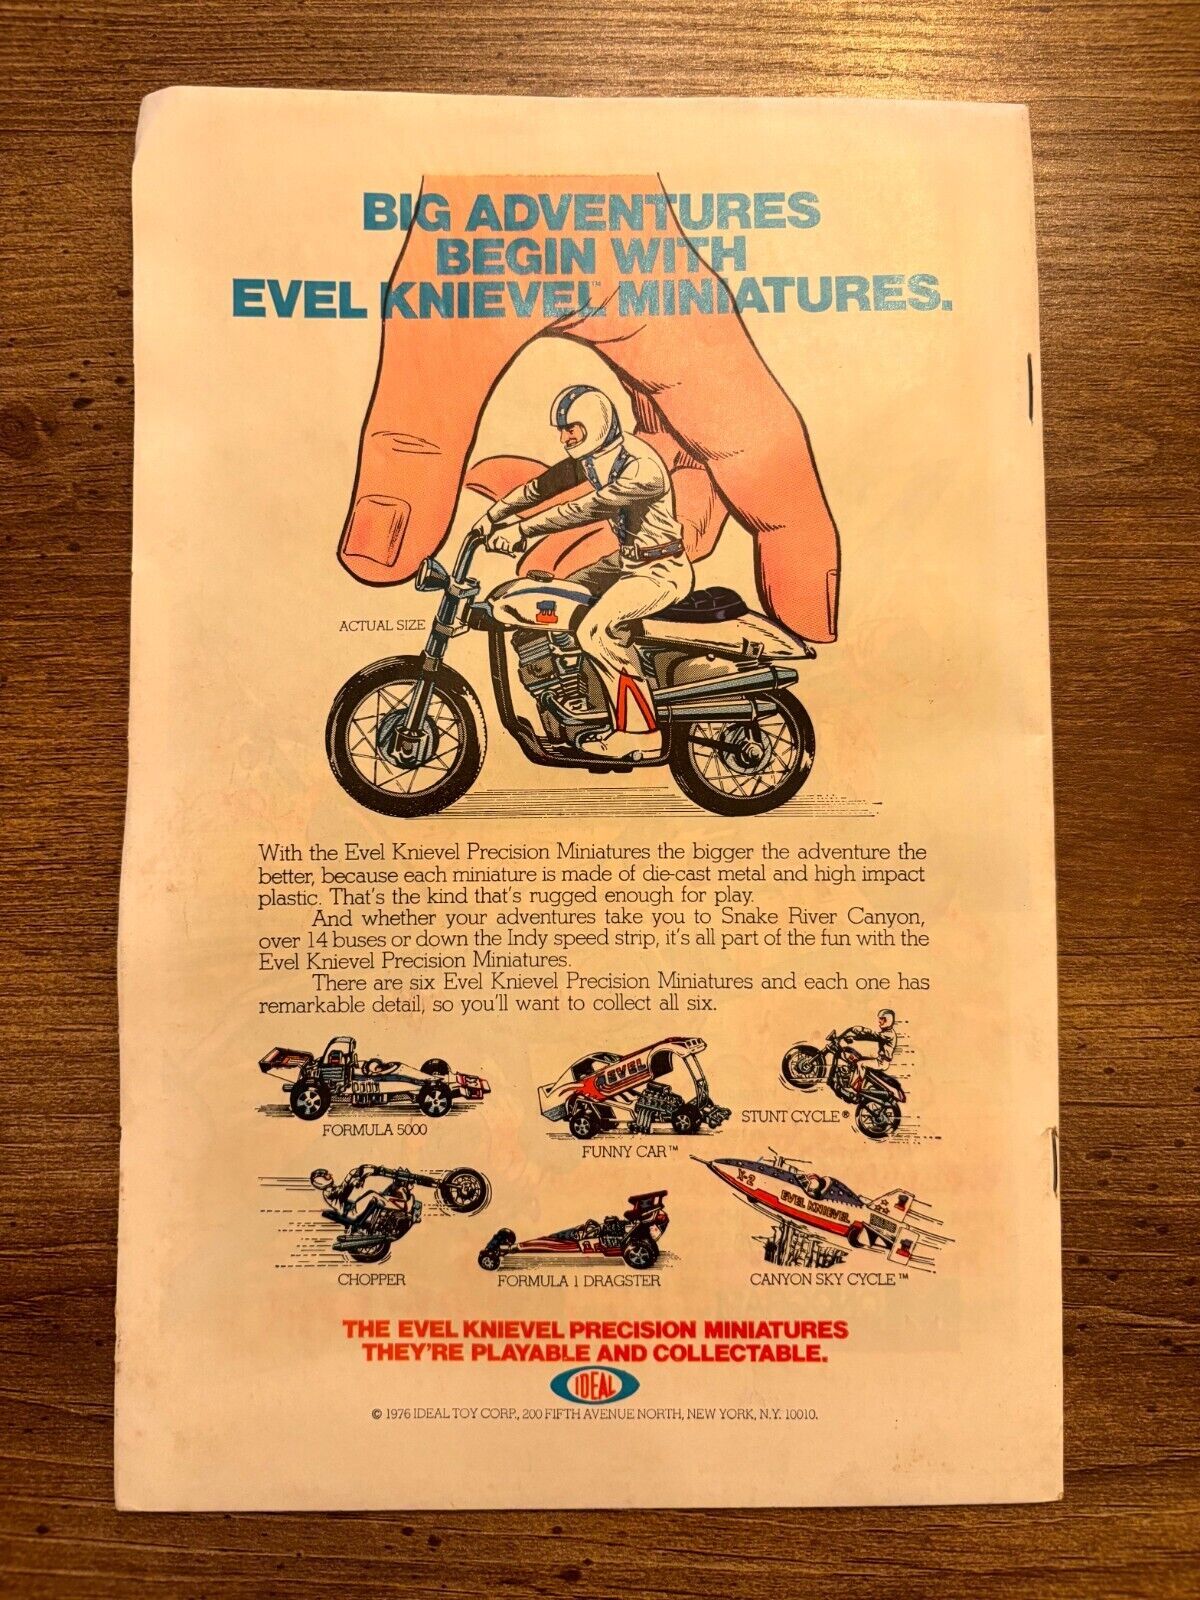 BIG ADVENTURES
BEGIN WITH
EVEL KNIEVEL™ MINIATURES.
ACTUAL SIZE
With the Evel Knievel Precision Miniatures the bigger the adventure the
better, because each miniature is made of die-cast metal and high impact
plastic. That's the kind that's rugged enough for play.
And whether your adventures take you to Snake River Canyon,
over 14 buses or down the Indy speed strip, it's all part of the fun with the
Evel Knievel Precision Miniatures.
There are six Evel Knievel Precision Miniatures and each one has
remarkable detail, so you'll want to collect all six.
EVEL
FORMULA 5000
FUNNY CAR™
STUNT CYCLE®
X-2
EVEL KNIEVEL
CHOPPER
FORMULA 1 DRAGSTER
CANYON SKY CYCLE™
THE EVEL KNIEVEL PRECISION MINIATURES
THEY'RE PLAYABLE AND COLLECTABLE.
IDEAL
© 1976 IDEAL TOY CORP., 200 FIFTH AVENUE NORTH, NEW YORK, N.Y. 10010.